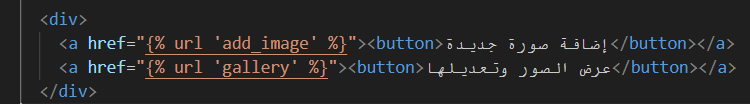 <div>
<a href="{% url 'add_image' %}"><button>إضافة صورة جديدة</button></a>
<a href="{% url 'gallery' %}"><button>عرض الصور وتعديلها</button></a>
</div>